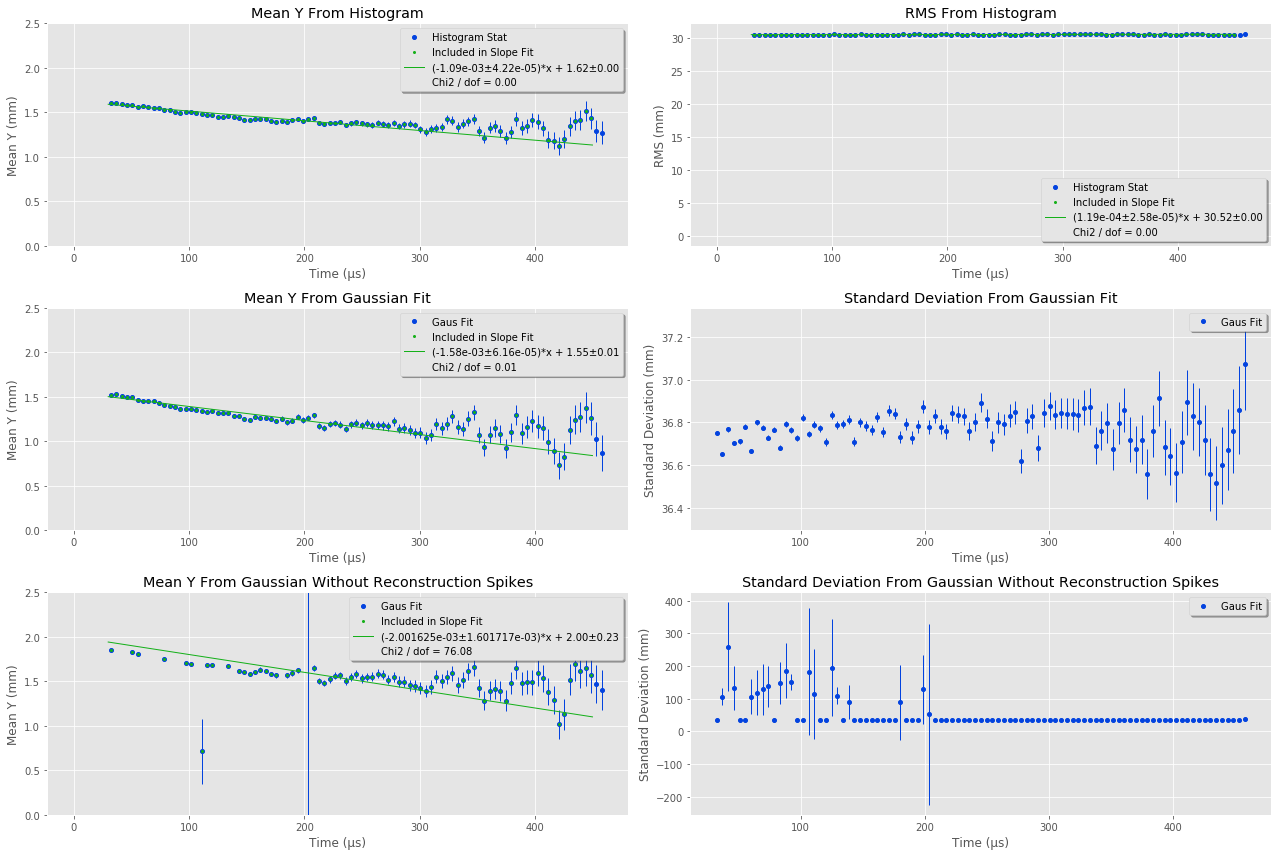 Mean Y From Histogram
Mean Y (mm)
2.5
2.0
1.5
1.0
0.5
0.0
0
100
200
300
400
Time (µs)
Histogram Stat
Included in Slope Fit
(-1.09e-03±4.22e-05)*x + 1.62±0.00
Chi2 / dof = 0.00
RMS From Histogram
RMS (mm)
30
25
20
15
10
5
0
0
100
200
300
400
Time (µs)
Histogram Stat
Included in Slope Fit
(1.19e-04±2.58e-05)*x + 30.52±0.00
Chi2 / dof = 0.00
Mean Y From Gaussian Fit
Mean Y (mm)
2.5
2.0
1.5
1.0
0.5
0.0
0
100
200
300
400
Time (µs)
Gaus Fit
Included in Slope Fit
(-1.58e-03±6.16e-05)*x + 1.55±0.01
Chi2 / dof = 0.01
Standard Deviation From Gaussian Fit
Standard Deviation (mm)
37.2
37.0
36.8
36.6
36.4
100
200
300
400
Time (µs)
Gaus Fit
Mean Y From Gaussian Without Reconstruction Spikes
Mean Y (mm)
2.5
2.0
1.5
1.0
0.5
0.0
0
100
200
300
400
Time (µs)
Gaus Fit
Included in Slope Fit
(-2.001625e-03±1.601717e-03)*x + 2.00±0.23
Chi2 / dof = 76.08
Standard Deviation From Gaussian Without Reconstruction Spikes
Standard Deviation (mm)
400
300
200
100
0
−100
−200
100
200
300
400
Time (µs)
Gaus Fit